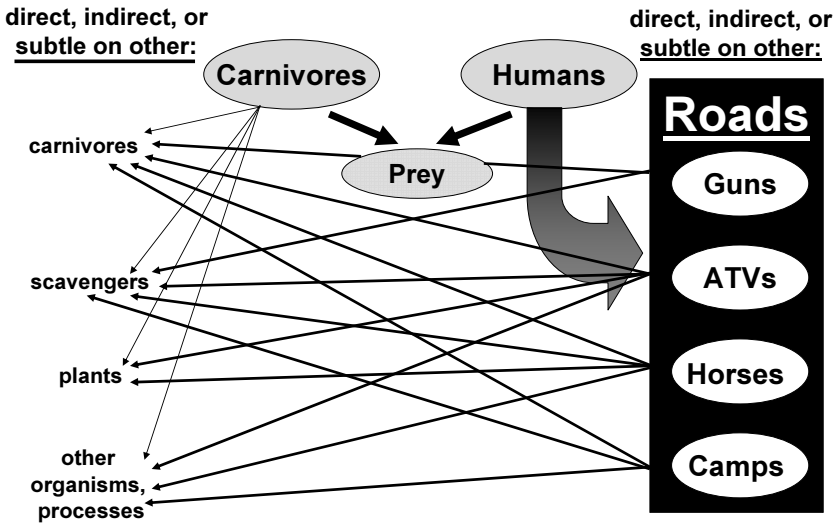 direct, indirect, or
subtle on other:
direct, indirect, or
subtle on other:
Carnivores
Humans
Roads
carnivores
Prey
Guns
scavengers
ATVs
plants
Horses
other
organisms,
processes
Camps